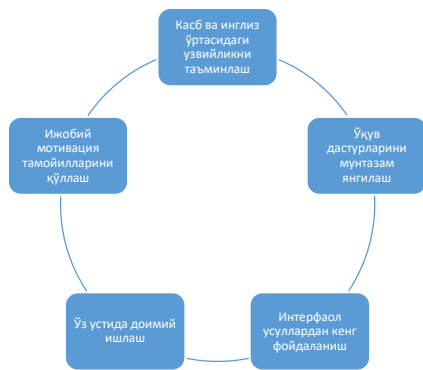 Касб ва инглиз
ўртасидаги
узвийликни
таъминлаш
Ўқув
дастурларини
мунтазам
янгилаш
Интерфаол
усуллардан кенг
фойдаланиш
Ўз устида доимий
ишлаш
Ижобий
мотивация
тамойилларини
қўллаш